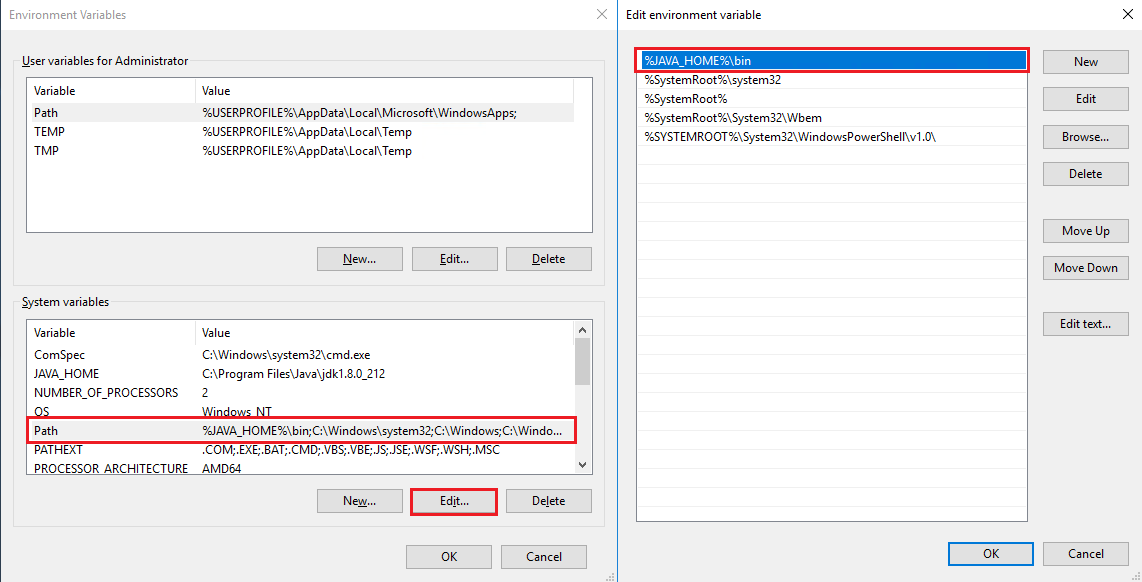 Environment Variables
User variables for Administrator
Variable Value
Path %USERPROFILE%\AppData\Local\Microsoft\WindowsApps;
TEMP %USERPROFILE%\AppData\Local\Temp
TMP %USERPROFILE%\AppData\Local\Temp
New... Edit... Delete
System variables
Variable Value
ComSpec C:\Windows\system32\cmd.exe
JAVA_HOME C:\Program Files\Java\jdk1.8.0_212
NUMBER_OF_PROCESSORS 2
OS Windows_NT
Path %JAVA_HOME%\bin;C:\Windows\system32;C:\Windows;C:\Windo...
PATHEXT .COM;.EXE;.BAT;.CMD;.VBS;.VBE;.JS;.JSE;.WSF;.WSH;.MSC
PROCESSOR_ARCHITECTURE AMD64
New... Edit... Delete
OK Cancel
Edit environment variable
%JAVA_HOME%\bin
%SystemRoot%\system32
%SystemRoot%
%SystemRoot%\System32\Wbem
%SYSTEMROOT%\System32\WindowsPowerShell\v1.0\
New
Edit
Browse...
Delete
Move Up
Move Down
Edit text...
OK Cancel